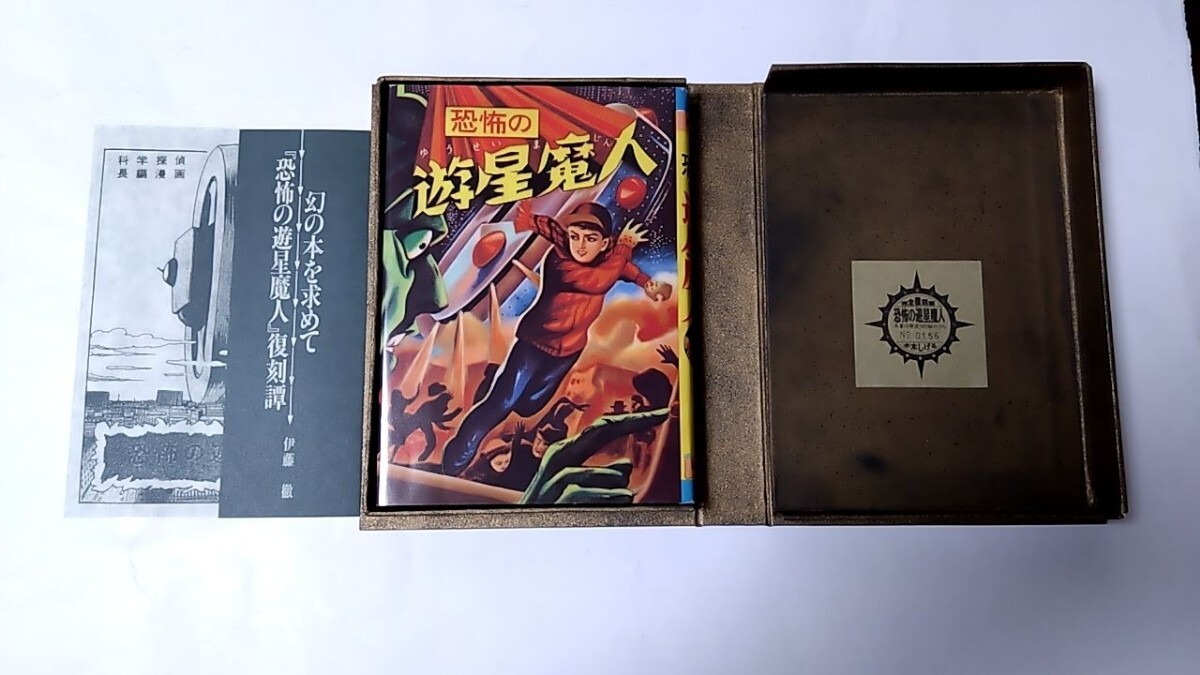 科学探偵
長編漫画
恐怖の
幻の本を求めて
『恐怖の遊星魔人』復刻譚
伊藤 徹
恐怖の
ゆうせいまじん
遊星魔人
恐怖の遊星魔人
No 0156
水木しげる